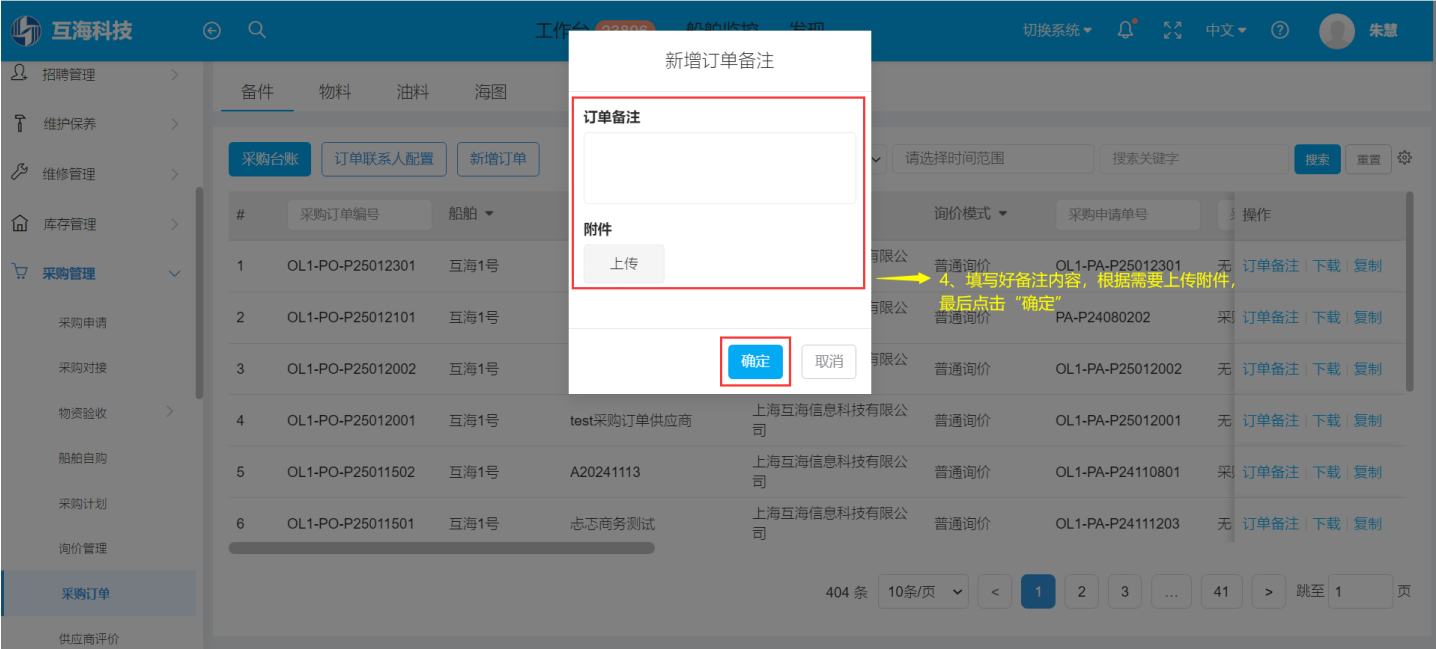 互海科技
工作台
发现
切换系统
中文
朱慧
招聘管理
维护保养
维修管理
库存管理
采购管理
采购申请
采购对接
物资验收
船舶自购
采购计划
询价管理
采购订单
供应商评价
备件 物料 油料 海图
采购台账 订单联系人配置 新增订单
请选择时间范围 搜索关键字 搜索 重置
新增订单备注
订单备注
附件
上传
确定 取消
4、填写好备注内容，根据需要上传附件，
最后点击“确定”
# 采购订单编号 船舶 询价模式 采购申请单号 操作
1 OL1-PO-P25012301 互海1号 有限公 普通询价 OL1-PA-P25012301 无 订单备注 下载 复制
2 OL1-PO-P25012101 互海1号 有限公 普通询价 PA-P24080202 订单备注 下载 复制
3 OL1-PO-P25012002 互海1号 有限公 普通询价 OL1-PA-P25012002 无 订单备注 下载 复制
4 OL1-PO-P25012001 互海1号 test采购订单供应商 上海互海信息科技有限公司 普通询价 OL1-PA-P25012001 无 订单备注 下载 复制
5 OL1-PO-P25011502 互海1号 A20241113 上海互海信息科技有限公司 普通询价 OL1-PA-P24110801 订单备注 下载 复制
6 OL1-PO-P25011501 互海1号 忐忑商务测试 上海互海信息科技有限公司 普通询价 OL1-PA-P24111203 无 订单备注 下载 复制
404 条 10条/页 < 1 2 3 … 41 > 跳至 1 页